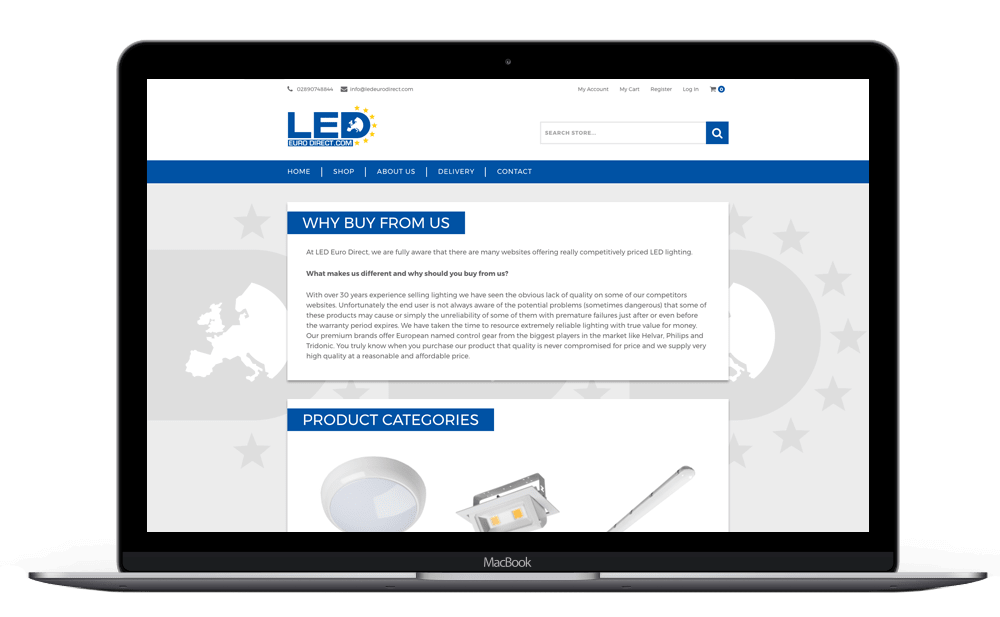 02890748844 info@ledeurodirect.com My Account My Cart Register Log In 0
LED
EURO DIRECT.COM
SEARCH STORE...
HOME SHOP ABOUT US DELIVERY CONTACT
WHY BUY FROM US
At LED Euro Direct, we are fully aware that there are many websites offering really competitively priced LED lighting.
What makes us different and why should you buy from us?
With over 30 years experience selling lighting we have seen the obvious lack of quality on some of our competitors
websites. Unfortunately the end user is not always aware of the potential problems (sometimes dangerous) that some of
these products may cause or simply the unreliability of some of them with premature failures just after or even before
the warranty period expires. We have taken the time to resource extremely reliable lighting with true value for money.
Our premium brands offer European named control gear from the biggest players in the market like Helvar, Philips and
Tridonic. You truly know when you purchase our product that quality is never compromised for price and we supply very
high quality at a reasonable and affordable price.
PRODUCT CATEGORIES
MacBook